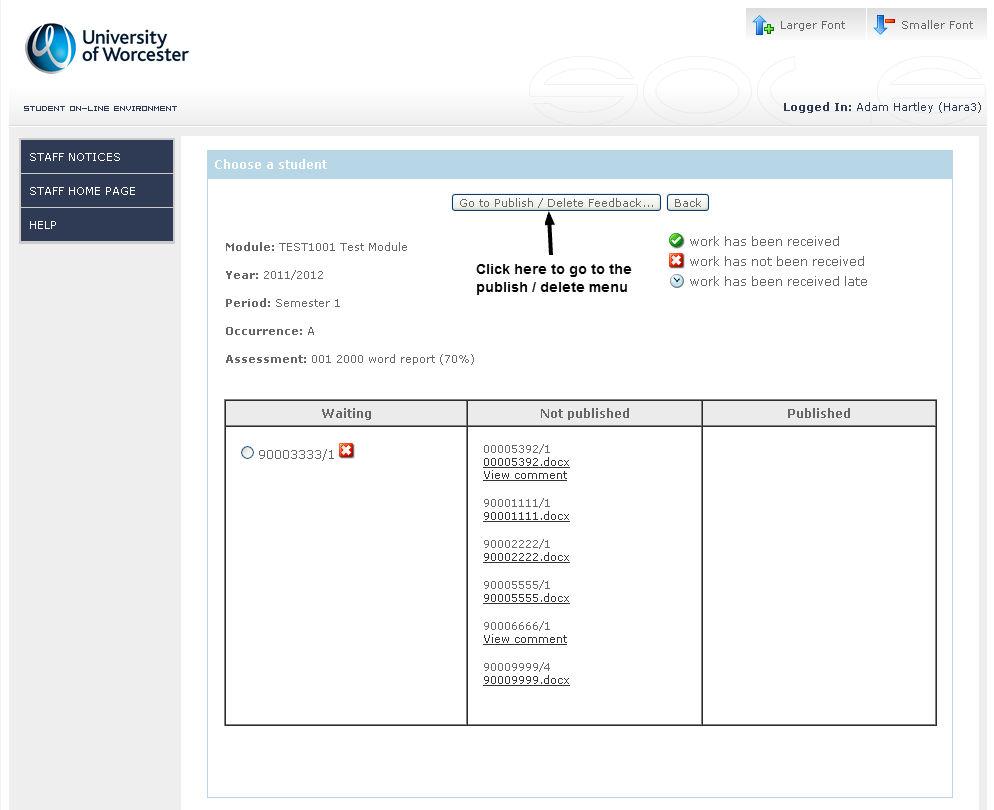 University
of Worcester
Larger Font
Smaller Font
SOLE
STUDENT ON-LINE ENVIRONMENT
Logged In: Adam Hartley (Hara3)
STAFF NOTICES
STAFF HOME PAGE
HELP
Choose a student
Go to Publish / Delete Feedback... Back
Module: TEST1001 Test Module
Year: 2011/2012
Period: Semester 1
Occurrence: A
Assessment: 001 2000 word report (70%)
Click here to go to the
publish / delete menu
work has been received
work has not been received
work has been received late
Waiting Not published Published
90003333/1
00005392/1
00005392.docx
View comment
90001111/1
90001111.docx
90002222/1
90002222.docx
90005555/1
90005555.docx
90006666/1
View comment
90009999/4
90009999.docx